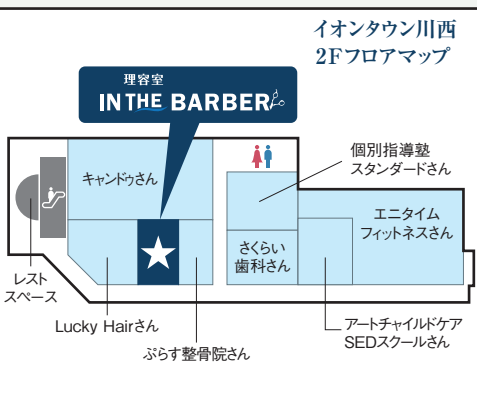 イオンタウン川西
2Fフロアマップ
理容室
IN THE BARBER
キャンドゥさん
個別指導塾
スタンダードさん
エニタイム
フィットネスさん
さくらい
歯科さん
レスト
スペース
Lucky Hairさん
ぷらす整骨院さん
アートチャイルドケア
SEDスクールさん